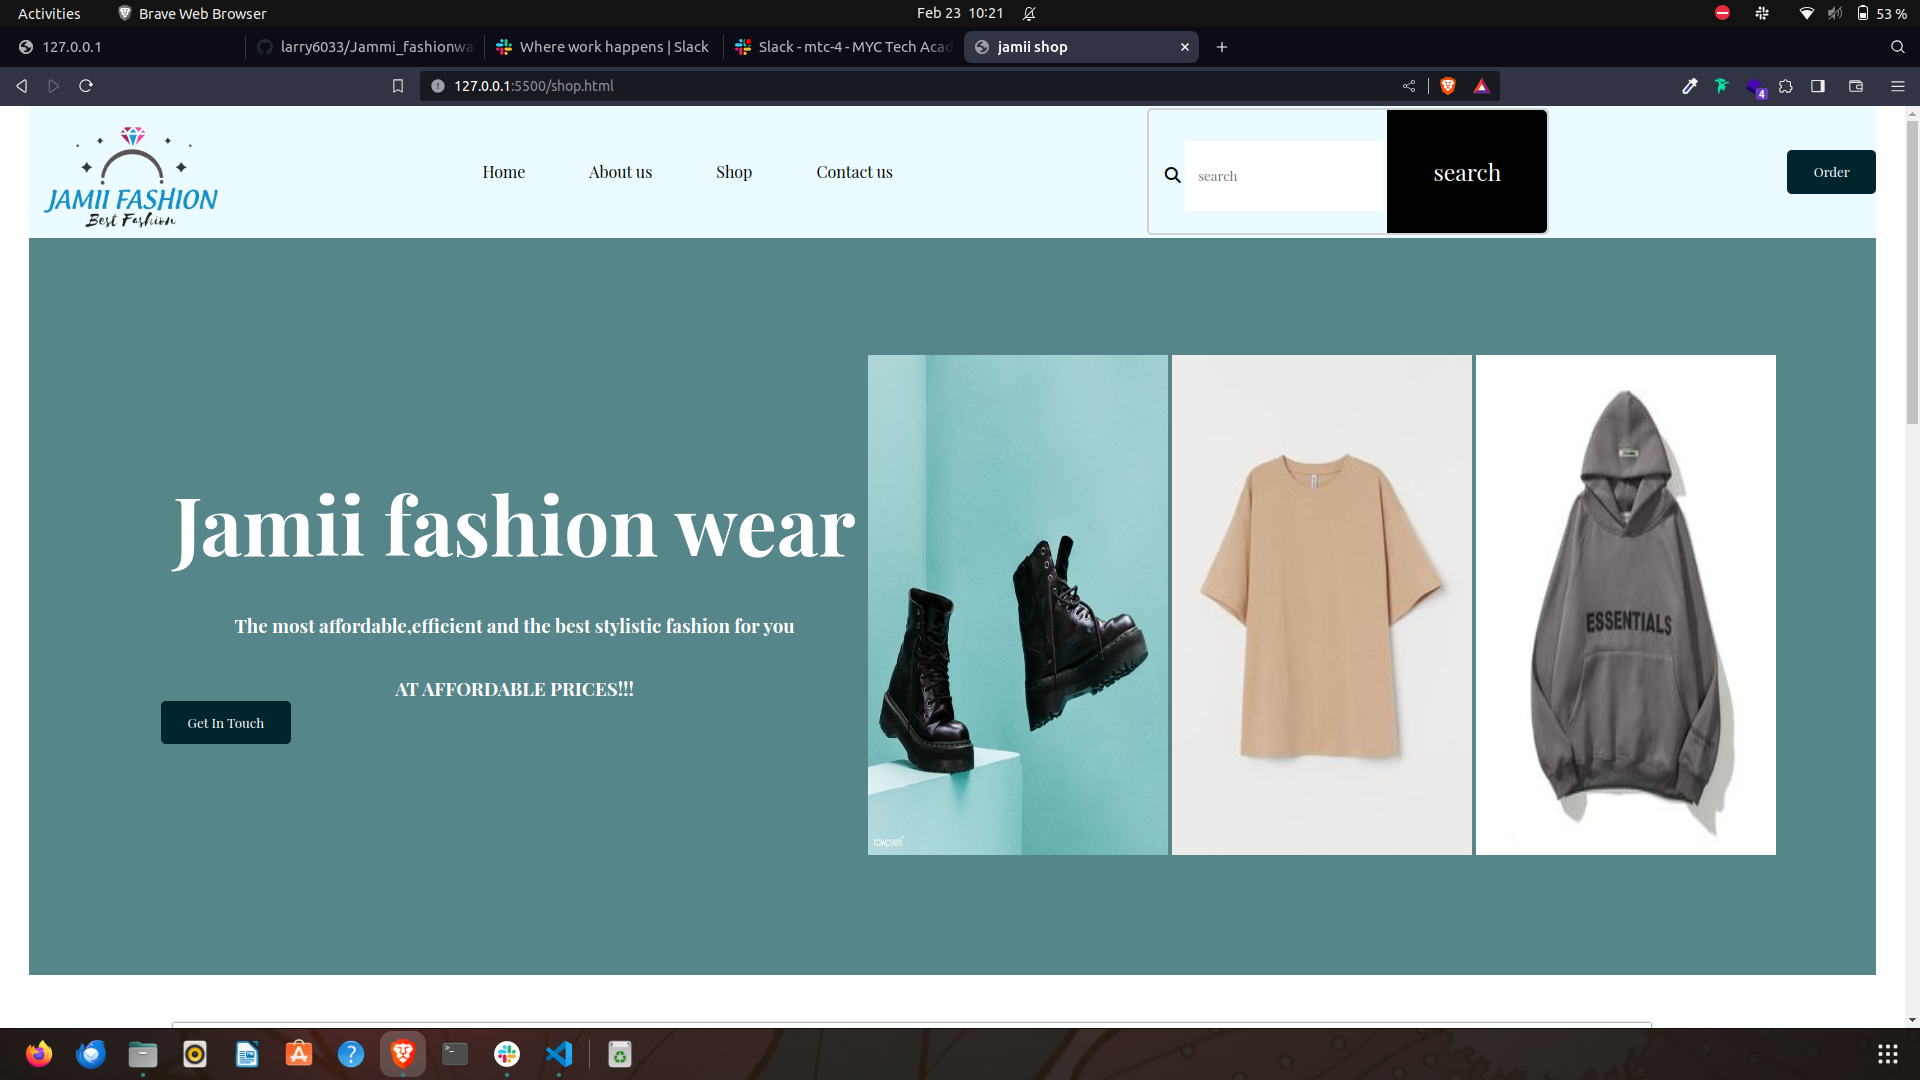 Activities
Brave Web Browser
Feb 23 10:21
53 %
127.0.0.1
larry6033/Jammi_fashionwa
Where work happens | Slack
Slack - mtc-4 - MYC Tech Acad
jamii shop
127.0.0.1:5500/shop.html
4
JAMII FASHION
Best Fashion
Home
About us
Shop
Contact us
search
search
Order
Jamii fashion wear
The most affordable,efficient and the best stylistic fashion for you
AT AFFORDABLE PRICES!!!
Get In Touch
rawpixel
ESSENTIALS